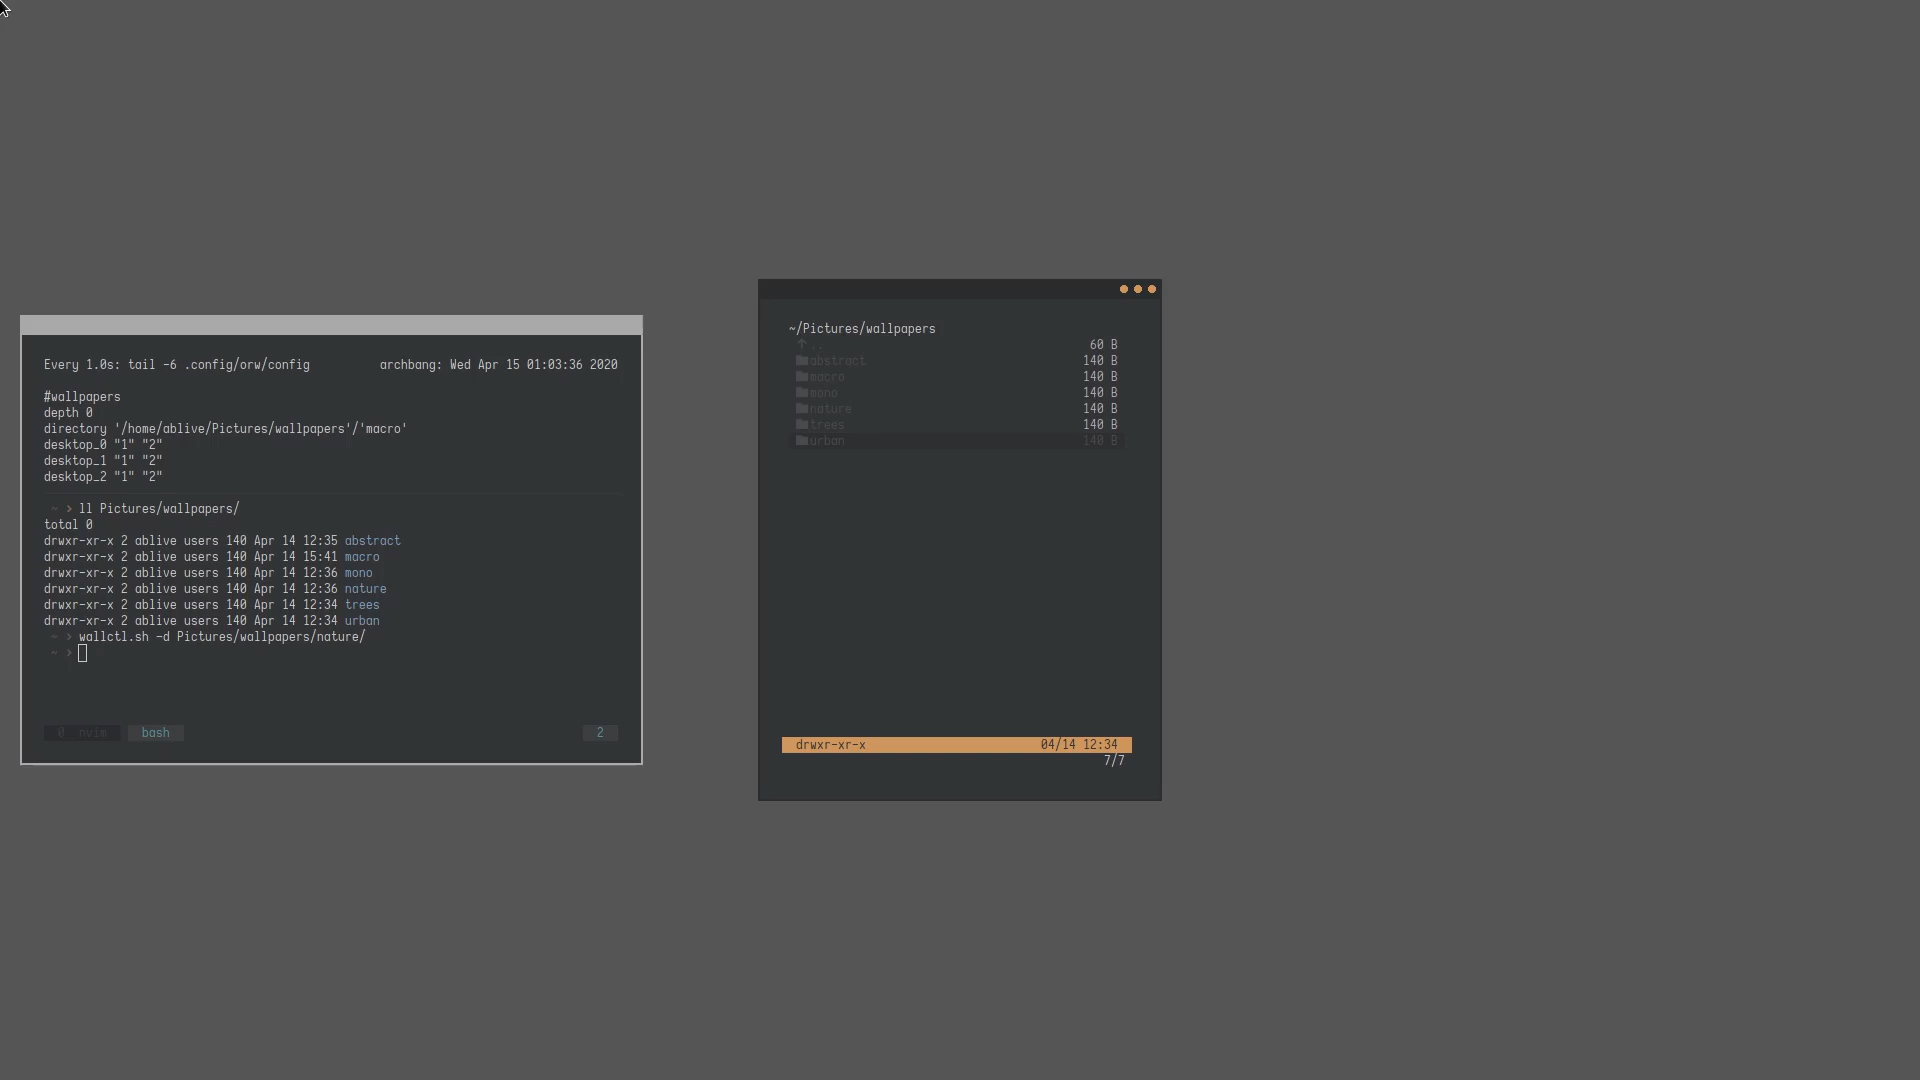 Every 1.0s: tail -6 .config/orw/config archbang: Wed Apr 15 01:03:36 2020
#wallpapers
depth 0
directory '/home/ablive/Pictures/wallpapers'/'macro'
desktop_0 "1" "2"
desktop_1 "1" "2"
desktop_2 "1" "2"
~ > ll Pictures/wallpapers/
total 0
drwxr-xr-x 2 ablive users 140 Apr 14 12:35 abstract
drwxr-xr-x 2 ablive users 140 Apr 14 15:41 macro
drwxr-xr-x 2 ablive users 140 Apr 14 12:36 mono
drwxr-xr-x 2 ablive users 140 Apr 14 12:36 nature
drwxr-xr-x 2 ablive users 140 Apr 14 12:34 trees
drwxr-xr-x 2 ablive users 140 Apr 14 12:34 urban
~ > wallctl.sh -d Pictures/wallpapers/nature/
~ >
0 nvim bash 2
~/Pictures/wallpapers
.. 60 B
abstract 140 B
macro 140 B
mono 140 B
nature 140 B
trees 140 B
urban 140 B
drwxr-xr-x 04/14 12:34
7/7